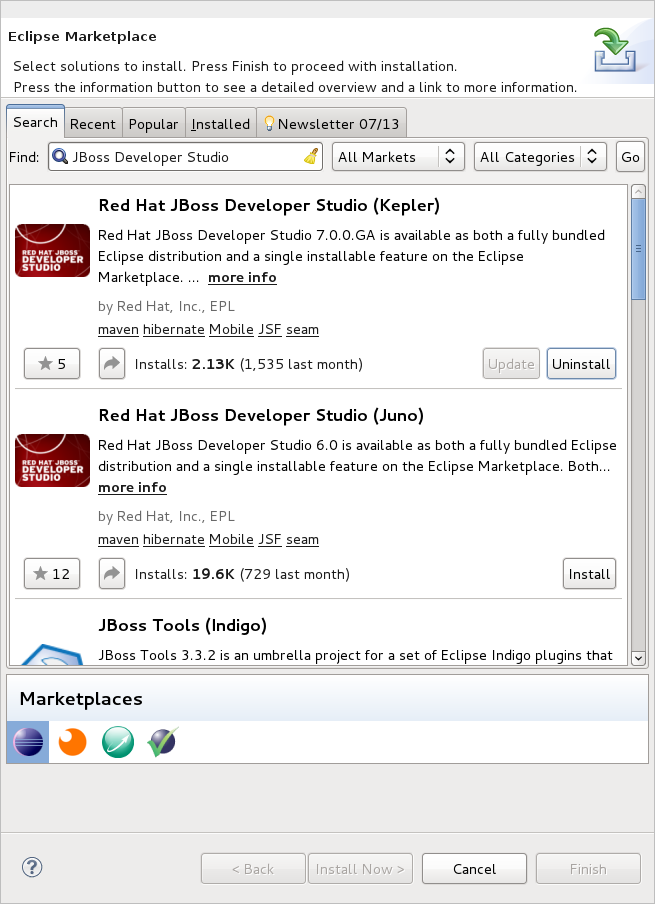 Eclipse Marketplace
Select solutions to install. Press Finish to proceed with installation.
Press the information button to see a detailed overview and a link to more information.
Search Recent Popular Installed Newsletter 07/13
Find: JBoss Developer Studio All Markets All Categories Go
Red Hat JBoss Developer Studio (Kepler)
Red Hat JBoss Developer Studio 7.0.0.GA is available as both a fully bundled
RED HAT JBOSS
DEVELOPER
STUDIO
Eclipse distribution and a single installable feature on the Eclipse
Marketplace. ... more info
by Red Hat, Inc., EPL
maven hibernate Mobile JSF seam
5 Installs: 2.13K (1,535 last month) Update Uninstall
Red Hat JBoss Developer Studio (Juno)
Red Hat JBoss Developer Studio 6.0 is available as both a fully bundled Eclipse
RED HAT JBOSS
DEVELOPER
STUDIO
distribution and a single installable feature on the Eclipse Marketplace. Both...
more info
by Red Hat, Inc., EPL
maven hibernate Mobile JSF seam
12 Installs: 19.6K (729 last month) Install
JBoss Tools (Indigo)
JBoss Tools 3.3.2 is an umbrella project for a set of Eclipse Indigo plugins that
Marketplaces
? < Back Install Now > Cancel Finish